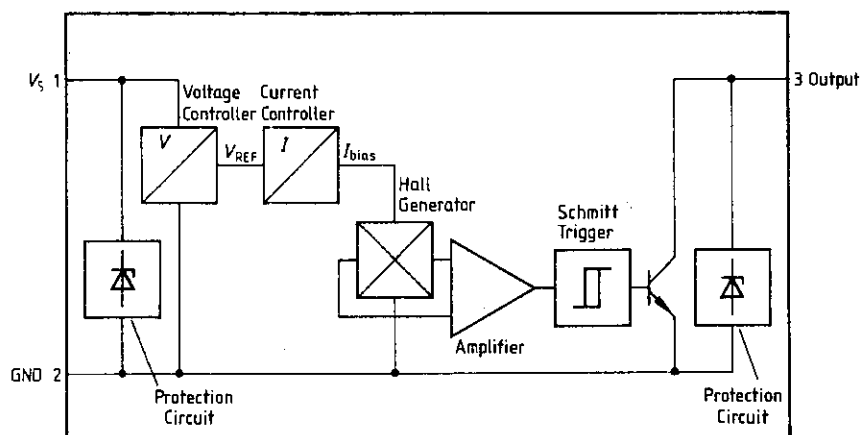 V_S 1
3 Output
Voltage
Controller
Current
Controller
V
V_REF
I
I_bias
Hall
Generator
Schmitt
Trigger
Amplifier
GND 2
Protection
Circuit
Protection
Circuit